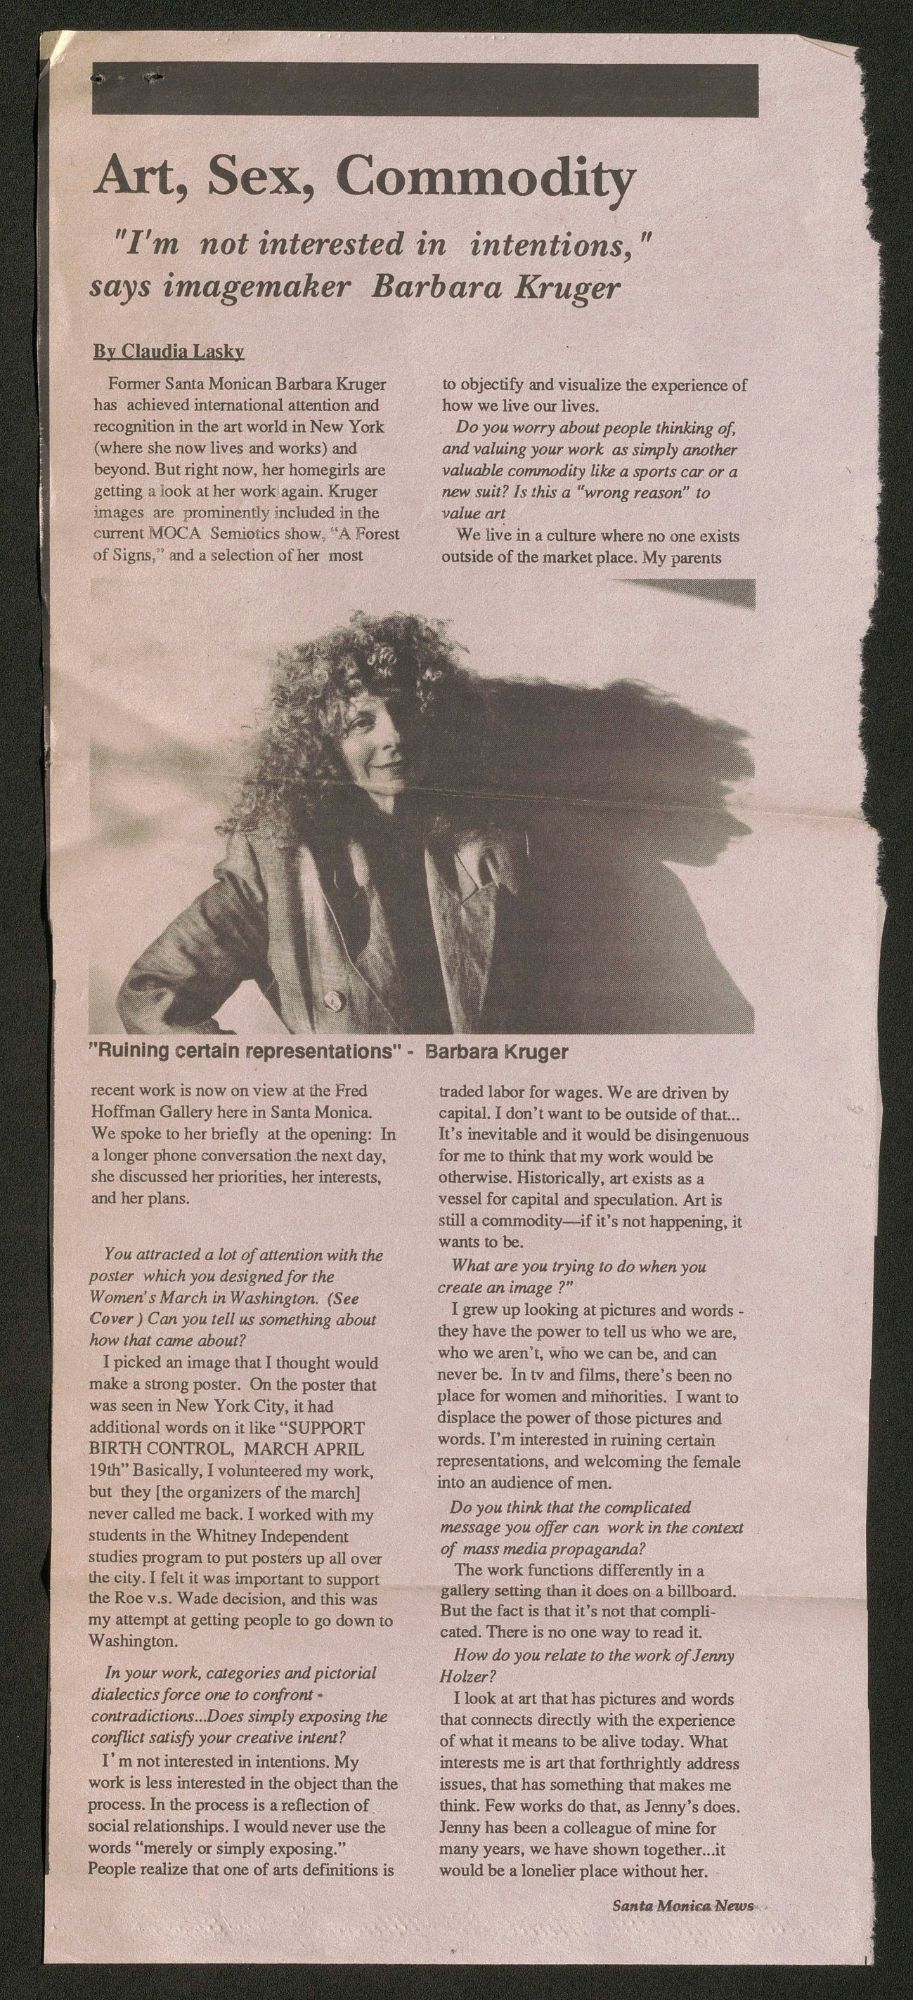 Art, Sex, Commodity
"I'm not interested in intentions,"
says imagemaker Barbara Kruger
By Claudia Lasky
Former Santa Monican Barbara Kruger
has achieved international attention and
recognition in the art world in New York
(where she now lives and works) and
beyond. But right now, her homegirls are
getting a look at her work again. Kruger
images are prominently included in the
current MOCA Semiotics show, "A Forest
of Signs," and a selection of her most
recent work is now on view at the Fred
Hoffman Gallery here in Santa Monica.
We spoke to her briefly at the opening: In
a longer phone conversation the next day,
she discussed her priorities, her interests,
and her plans.
You attracted a lot of attention with the
poster which you designed for the
Women's March in Washington. (See
Cover ) Can you tell us something about
how that came about?
I picked an image that I thought would
make a strong poster. On the poster that
was seen in New York City, it had
additional words on it like "SUPPORT
BIRTH CONTROL, MARCH APRIL
19th" Basically, I volunteered my work,
but they [the organizers of the march]
never called me back. I worked with my
students in the Whitney Independent
studies program to put posters up all over
the city. I felt it was important to support
the Roe v.s. Wade decision, and this was
my attempt at getting people to go down to
Washington.
In your work, categories and pictorial
dialectics force one to confront -
contradictions...Does simply exposing the
conflict satisfy your creative intent?
I'm not interested in intentions. My
work is less interested in the object than the
process. In the process is a reflection of
social relationships. I would never use the
words "merely or simply exposing."
People realize that one of arts definitions is
to objectify and visualize the experience of
how we live our lives.
Do you worry about people thinking of,
and valuing your work as simply another
valuable commodity like a sports car or a
new suit? Is this a "wrong reason" to
value art
We live in a culture where no one exists
outside of the market place. My parents
"Ruining certain representations" - Barbara Kruger
traded labor for wages. We are driven by
capital. I don't want to be outside of that...
It's inevitable and it would be disingenuous
for me to think that my work would be
otherwise. Historically, art exists as a
vessel for capital and speculation. Art is
still a commodity—if it's not happening, it
wants to be.
What are you trying to do when you
create an image ?"
I grew up looking at pictures and words -
they have the power to tell us who we are,
who we aren't, who we can be, and can
never be. In tv and films, there's been no
place for women and minorities. I want to
displace the power of those pictures and
words. I'm interested in ruining certain
representations, and welcoming the female
into an audience of men.
Do you think that the complicated
message you offer can work in the context
of mass media propaganda?
The work functions differently in a
gallery setting than it does on a billboard.
But the fact is that it's not that compli-
cated. There is no one way to read it.
How do you relate to the work of Jenny
Holzer?
I look at art that has pictures and words
that connects directly with the experience
of what it means to be alive today. What
interests me is art that forthrightly address
issues, that has something that makes me
think. Few works do that, as Jenny's does.
Jenny has been a colleague of mine for
many years, we have shown together...it
would be a lonelier place without her.
Santa Monica News